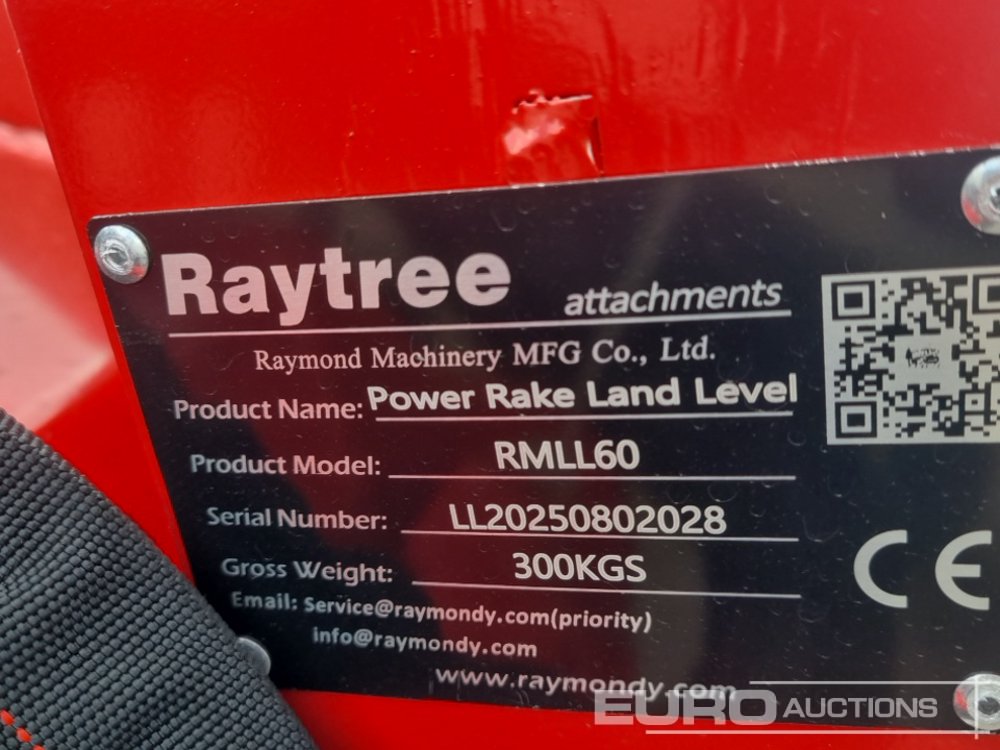 Raytree attachments
Raymond Machinery MFG Co., Ltd.
Product Name: Power Rake Land Level
Product Model: RMLL60
Serial Number: LL20250802028
Gross Weight: 300KGS
CE
Email: Service@raymondy.com(priority)
info@raymondy.com
www.raymondy.com
EURO AUCTIONS